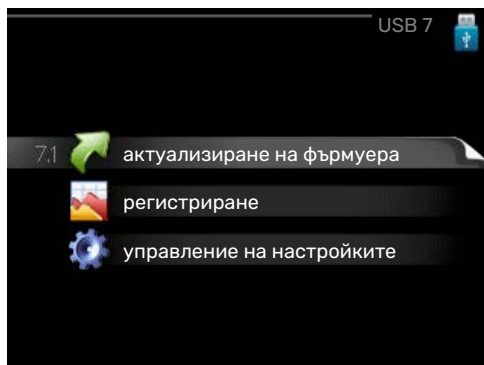 USB 7
7.1 актуализиране на фърмуера
регистриране
управление на настройките